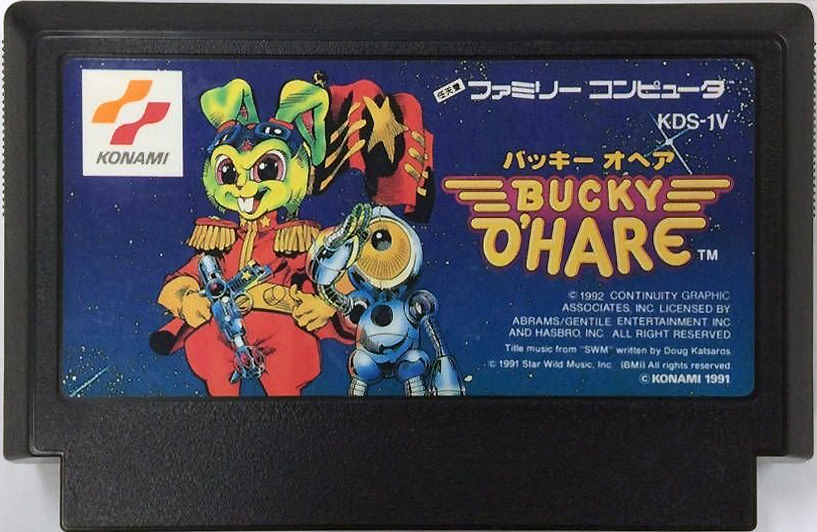 KONAMI
任天堂 ファミリー コンピュータ
KDS-1V
バッキー オヘア
BUCKY
O'HARE TM
© 1992 CONTINUITY GRAPHIC
ASSOCIATES, INC. LICENSED BY
ABRAMS/GENTILE ENTERTAINMENT INC
AND HASBRO, INC. ALL RIGHT RESERVED
Title music from "SWM" written by Doug Katsaros
© 1991 Star Wild Music, Inc. (BMI) All rights reserved
© KONAMI 1991